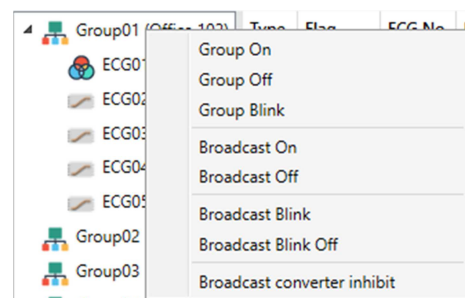 Group01 (Office 102) Type Flag ECG No
Group On
ECG01
Group Off
ECG02
Group Blink
ECG03
Broadcast On
ECG04
Broadcast Off
ECG05
Broadcast Blink
Group02
Broadcast Blink Off
Group03
Broadcast converter inhibit